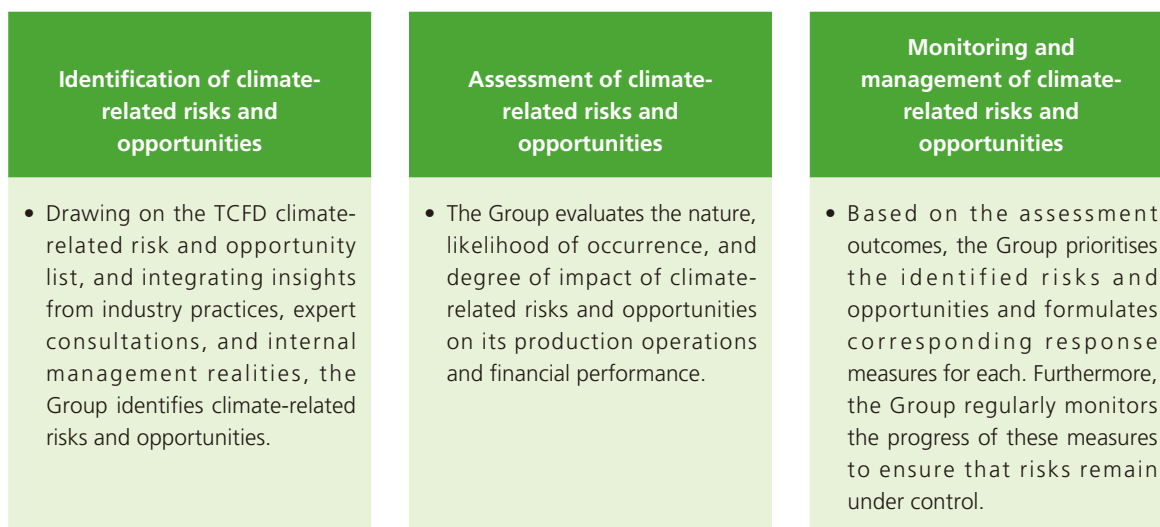 Identification of climate-
related risks and
opportunities
• Drawing on the TCFD climate-
related risk and opportunity
list, and integrating insights
from industry practices, expert
consultations, and internal
management realities, the
Group identifies climate-related
risks and opportunities.
Assessment of climate-
related risks and
opportunities
• The Group evaluates the nature,
likelihood of occurrence, and
degree of impact of climate-
related risks and opportunities
on its production operations
and financial performance.
Monitoring and
management of climate-
related risks and
opportunities
• Based on the assessment
outcomes, the Group prioritises
the identified risks and
opportunities and formulates
corresponding response
measures for each. Furthermore,
the Group regularly monitors
the progress of these measures
to ensure that risks remain
under control.